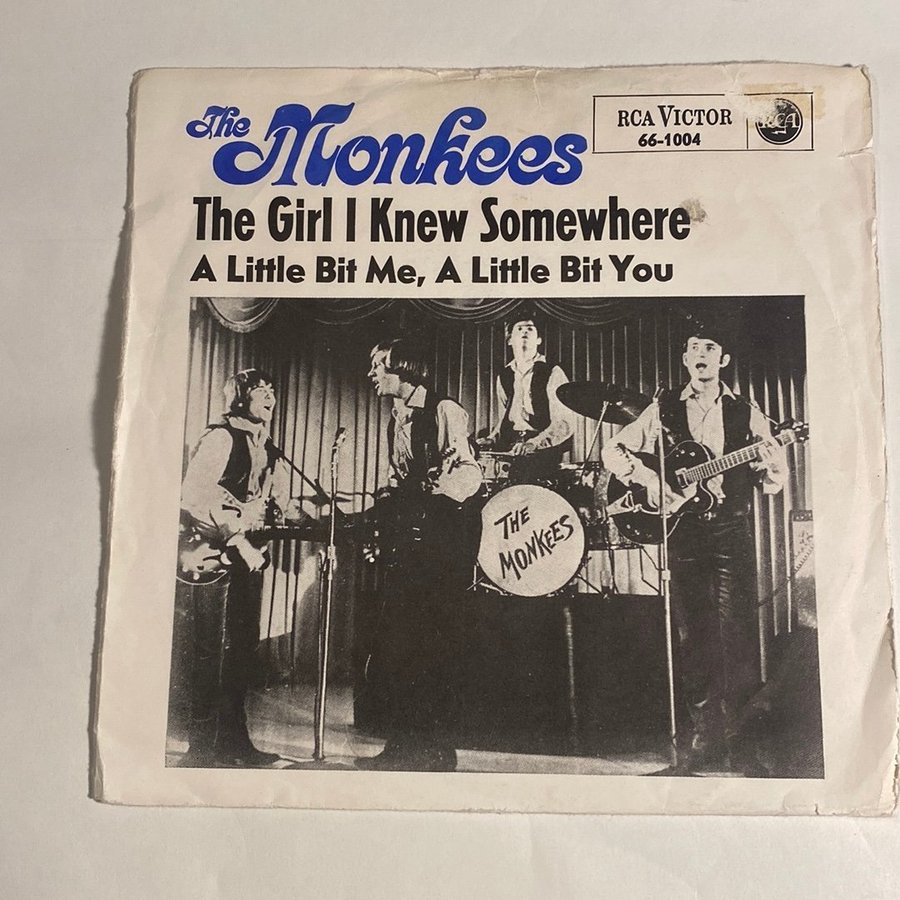 The Monkees
RCA VICTOR
66-1004
RCA
The Girl I Knew Somewhere
A Little Bit Me, A Little Bit You
THE
MONKEES